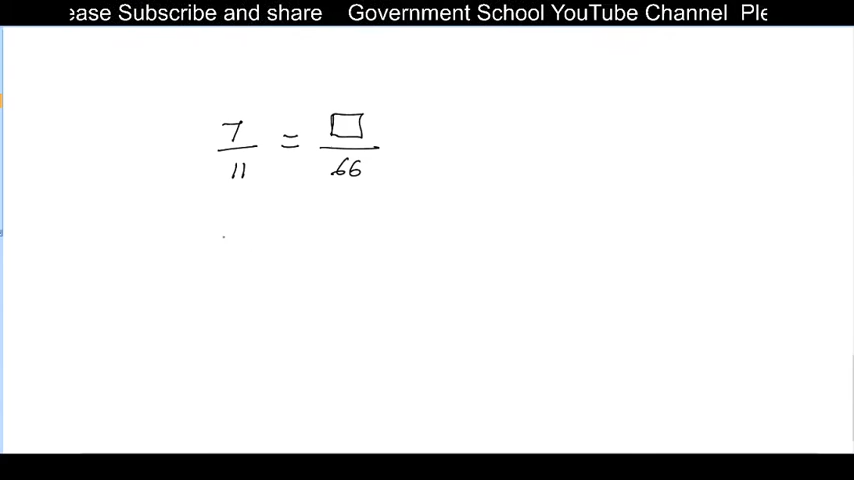 ease Subscribe and share Government School YouTube Channel Ple
7/11 = □/66